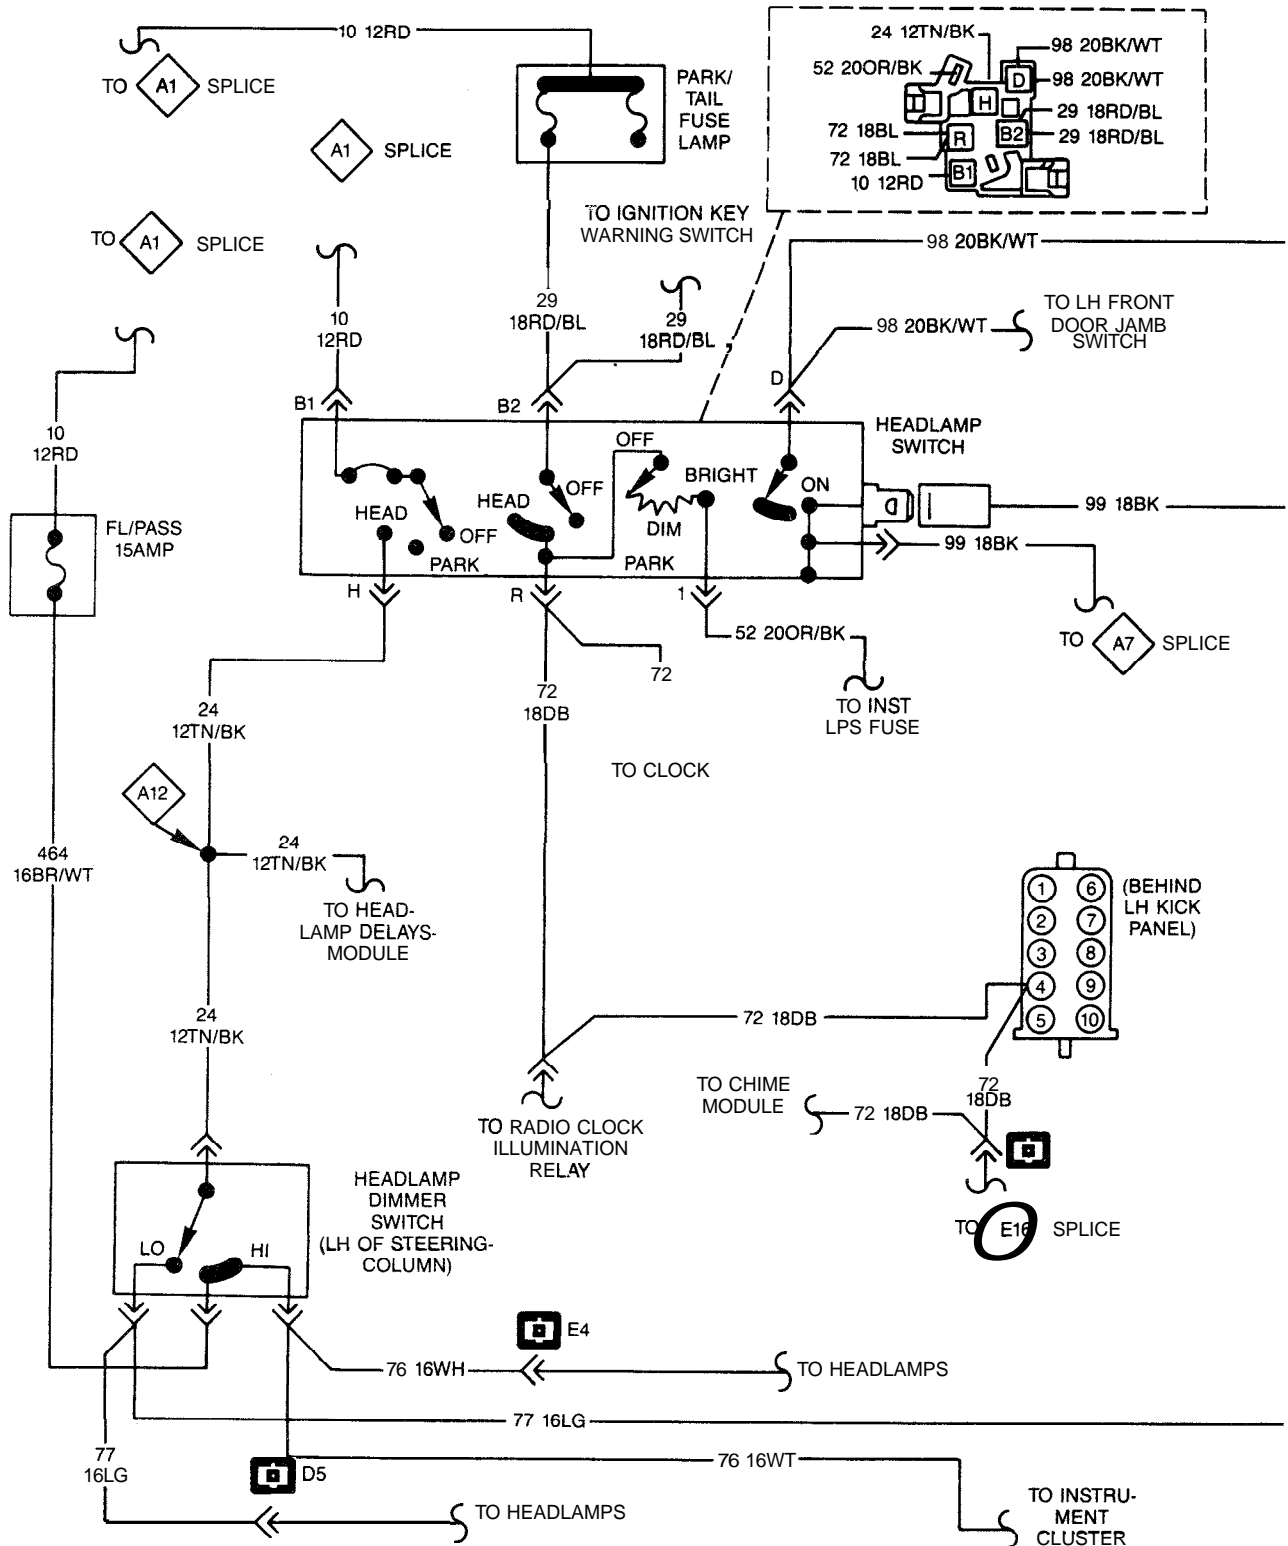 10 12RD
TO A1 SPLICE
PARK/
TAIL
FUSE
LAMP
A1 SPLICE
TO A1 SPLICE
24 12TN/BK
98 20BK/WT
52 20OR/BK
D
98 20BK/WT
H
29 18RD/BL
72 18BL
R
B2
29 18RD/BL
72 18BL
B1
10 12RD
TO IGNITION KEY
WARNING SWITCH
98 20BK/WT
10
12RD
29
18RD/BL
29
18RD/BL
98 20BK/WT
TO LH FRONT
DOOR JAMB
SWITCH
B1
B2
D
HEADLAMP
SWITCH
10
12RD
OFF
BRIGHT
ON
HEAD
OFF
HEAD
OFF
DIM
PARK
PARK
D
99 18BK
99 18BK
FL/PASS
15AMP
H
R
1
52 20OR/BK
TO A7 SPLICE
72
72
18DB
TO INST
LPS FUSE
24
12TN/BK
TO CLOCK
A12
24
12TN/BK
464
16BR/WT
TO HEAD-
LAMP DELAYS-
MODULE
1 6
2 7
3 8
4 9
5 10
(BEHIND
LH KICK
PANEL)
24
12TN/BK
72 18DB
TO CHIME
MODULE
72 18DB
72
18DB
TO RADIO CLOCK
ILLUMINATION
RELAY
TO E16 SPLICE
HEADLAMP
DIMMER
SWITCH
(LH OF STEERING-
COLUMN)
LO
HI
E4
76 16WH
TO HEADLAMPS
77 16LG
77
16LG
D5
76 16WT
TO HEADLAMPS
TO INSTRU-
MENT
CLUSTER